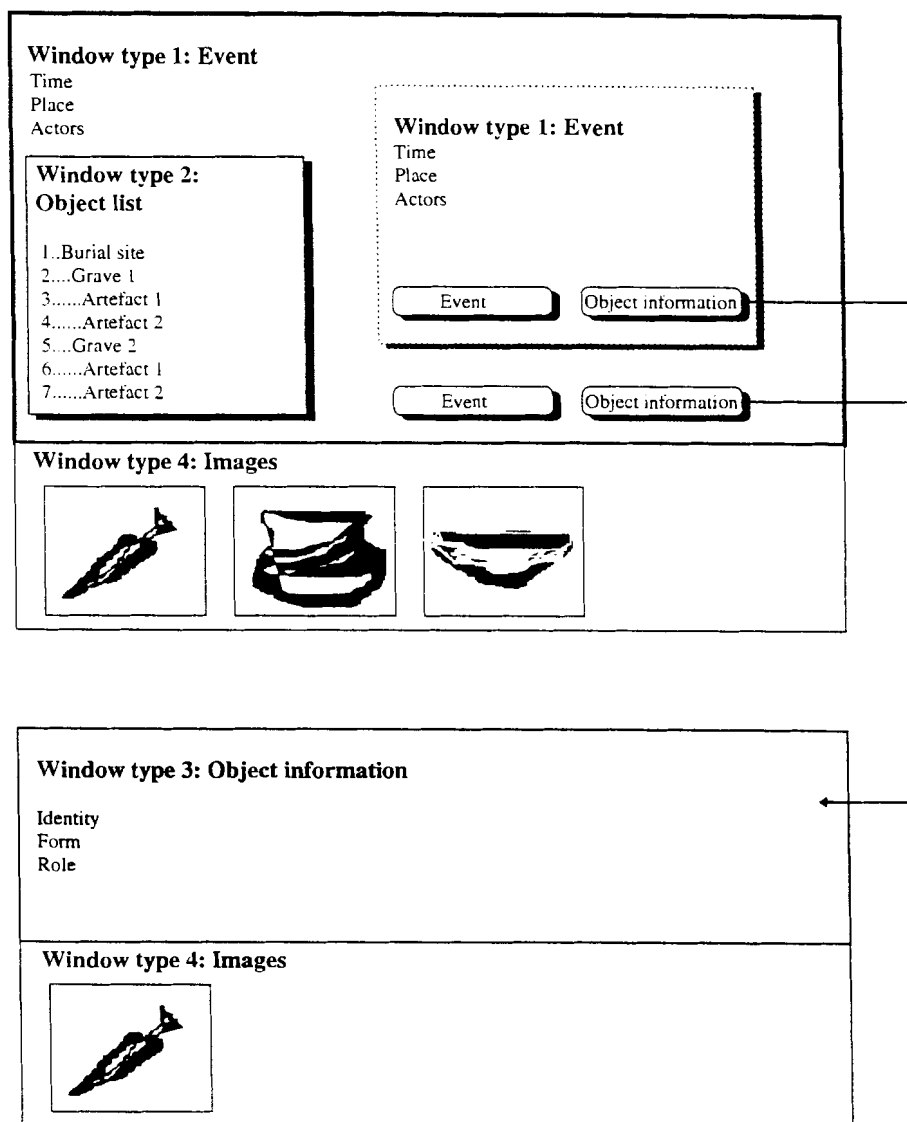 Window type 1: Event
Time
Place
Actors
Window type 2:
Object list
1..Burial site
2....Grave 1
3......Artefact 1
4......Artefact 2
5....Grave 2
6......Artefact 1
7......Artefact 2
Window type 1: Event
Time
Place
Actors
Event
Object information
Event
Object information
Window type 4: Images
Window type 3: Object information
Identity
Form
Role
Window type 4: Images